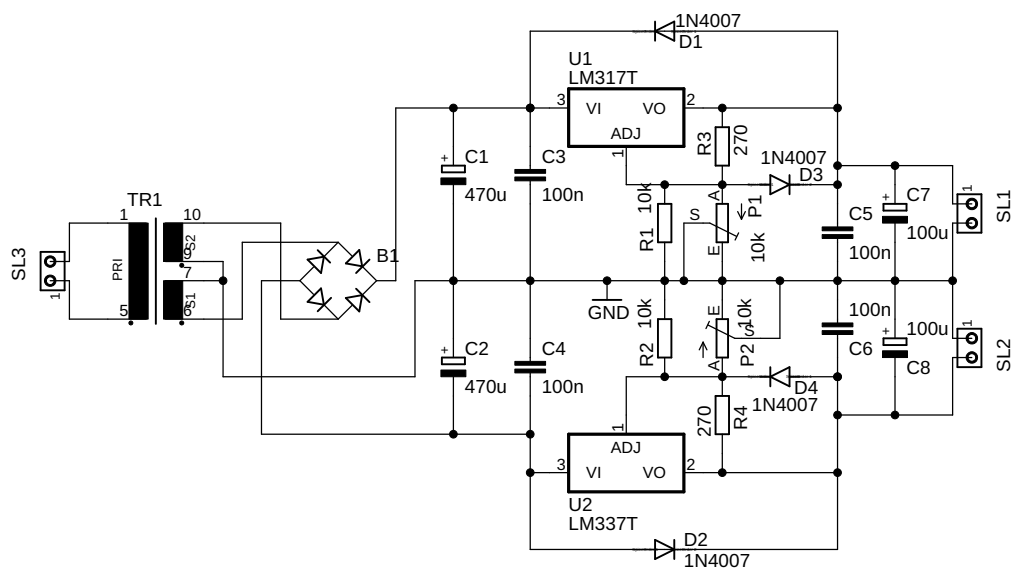 1N4007
D1
U1
LM317T
3
VI
VO
2
ADJ
1
R3
270
C1
470u
C3
100n
1N4007
D3
10k
R1
A
S
E
P1
10k
C5
100n
C7
100u
1
SL1
TR1
1
10
S2
9
PRI
7
S1
5
6
SL3
1
B1
GND
C2
470u
C4
100n
10k
R2
E
10k
S
A
P2
100n
C6
100u
C8
1
SL2
D4
1N4007
270
R4
1
ADJ
3
VI
VO
2
U2
LM337T
D2
1N4007